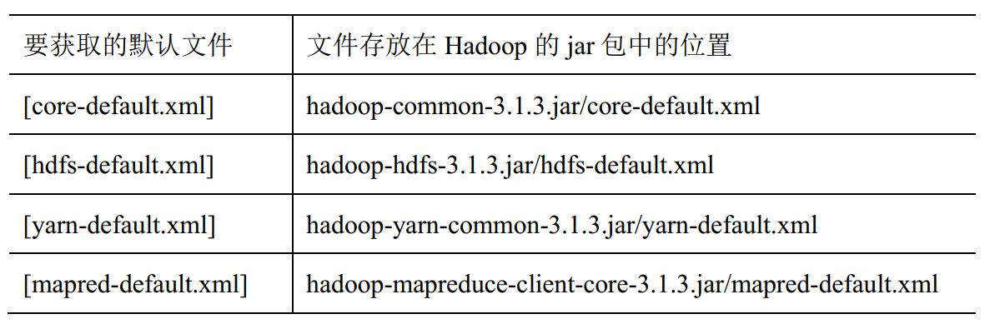 要获取的默认文件 文件存放在 Hadoop 的 jar 包中的位置
[core-default.xml] hadoop-common-3.1.3.jar/core-default.xml
[hdfs-default.xml] hadoop-hdfs-3.1.3.jar/hdfs-default.xml
[yarn-default.xml] hadoop-yarn-common-3.1.3.jar/yarn-default.xml
[mapred-default.xml] hadoop-mapreduce-client-core-3.1.3.jar/mapred-default.xml